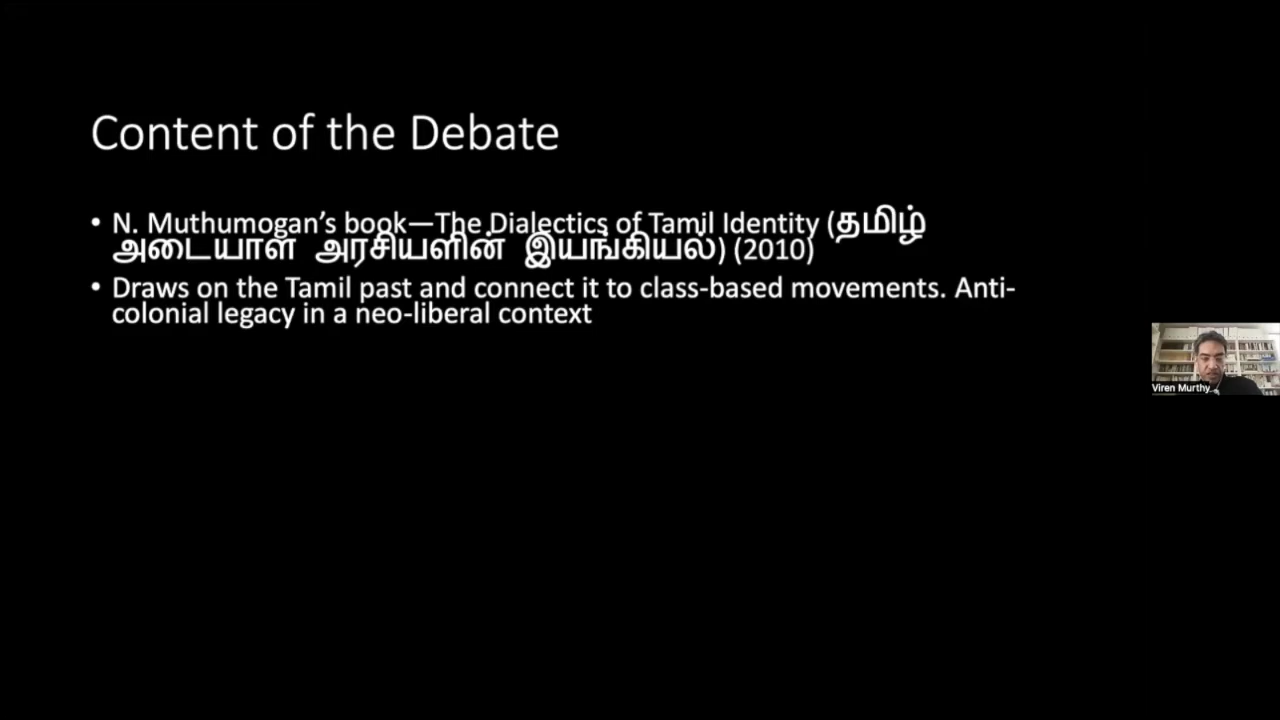 Content of the Debate
• N. Muthumogan’s book—The Dialectics of Tamil Identity (தமிழ்
அடையாள அரசியளின் இயங்கியல்) (2010)
• Draws on the Tamil past and connect it to class-based movements. Anti-
colonial legacy in a neo-liberal context
Viren Murthy